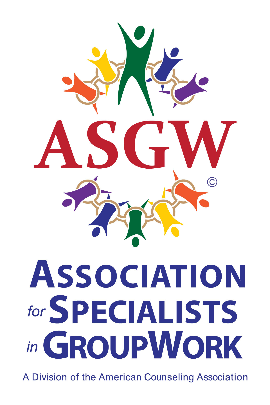 ASGW
©
ASSOCIATION
for SPECIALISTS
in GROUPWORK
A Division of the American Counseling Association